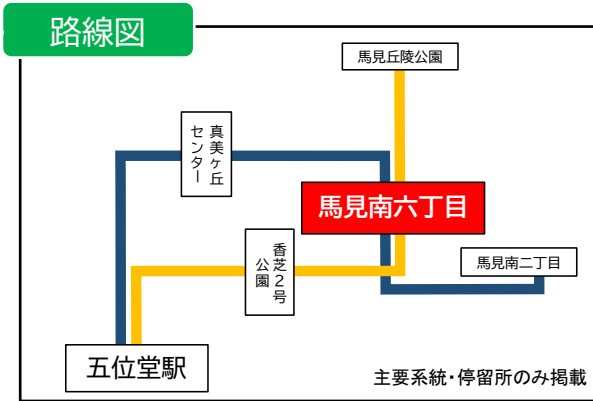 路線図
馬見丘陵公園
真美ヶ丘
センター
馬見南六丁目
香芝2号
公園
馬見南二丁目
五位堂駅
主要系統・停留所のみ掲載